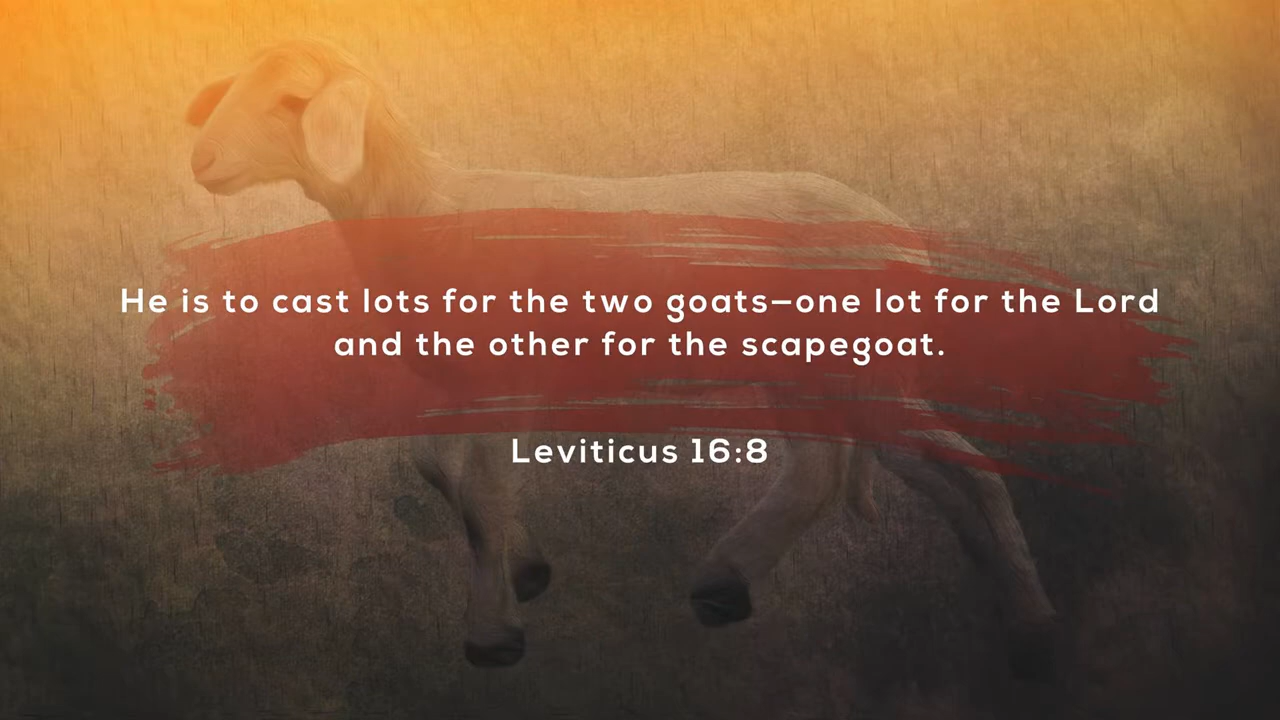 He is to cast lots for the two goats—one lot for the Lord
and the other for the scapegoat.
Leviticus 16:8